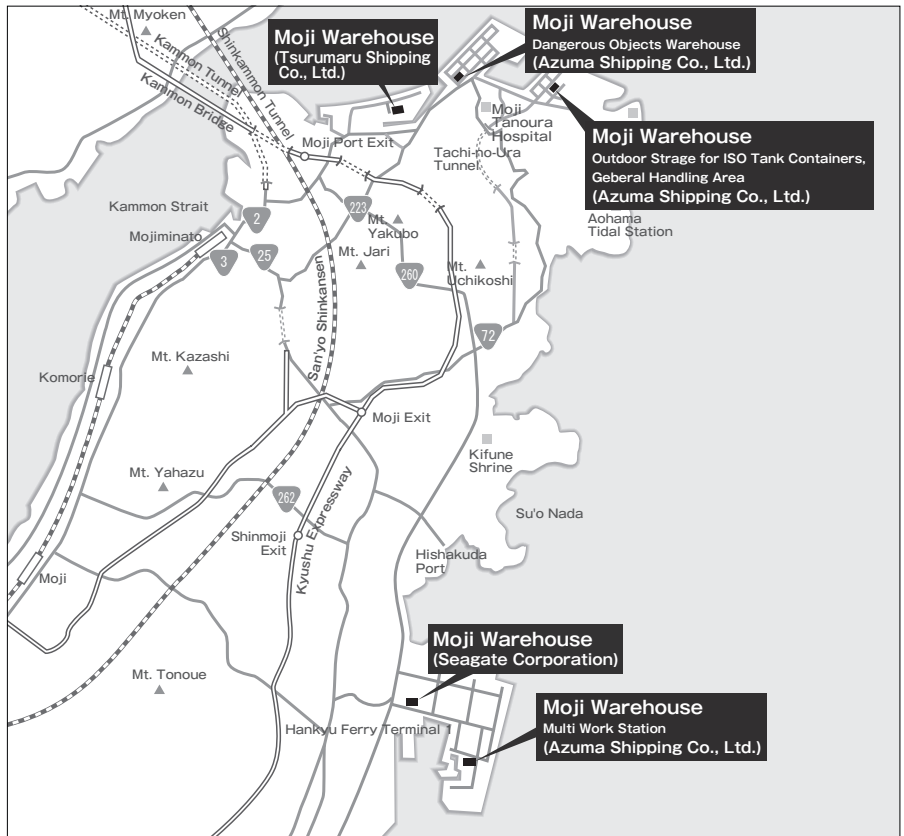 Mt. Myoken
Shinkammon Tunnel
Kammon Tunnel
Kammon Bridge
Moji Warehouse
(Tsurumaru Shipping
Co., Ltd.)
Moji Warehouse
Dangerous Objects Warehouse
(Azuma Shipping Co., Ltd.)
Moji Port Exit
Moji
Tanoura
Hospital
Tachi-no-Ura
Tunnel
Moji Warehouse
Outdoor Strage for ISO Tank Containers,
Geberal Handling Area
(Azuma Shipping Co., Ltd.)
Aohama
Tidal Station
Kammon Strait
2
223
Mt.
Yakubo
Mojiminato
3
25
Mt. Jari
260
Mt.
Uchikoshi
San'yo Shinkansen
72
Mt. Kazashi
Komorie
Moji Exit
Kifune
Shrine
Mt. Yahazu
262
Su'o Nada
Shinmoji
Exit
Kyushu Expressway
Hishakuda
Port
Moji
Moji Warehouse
(Seagate Corporation)
Mt. Tonoue
Hankyu Ferry Terminal 1
Moji Warehouse
Multi Work Station
(Azuma Shipping Co., Ltd.)